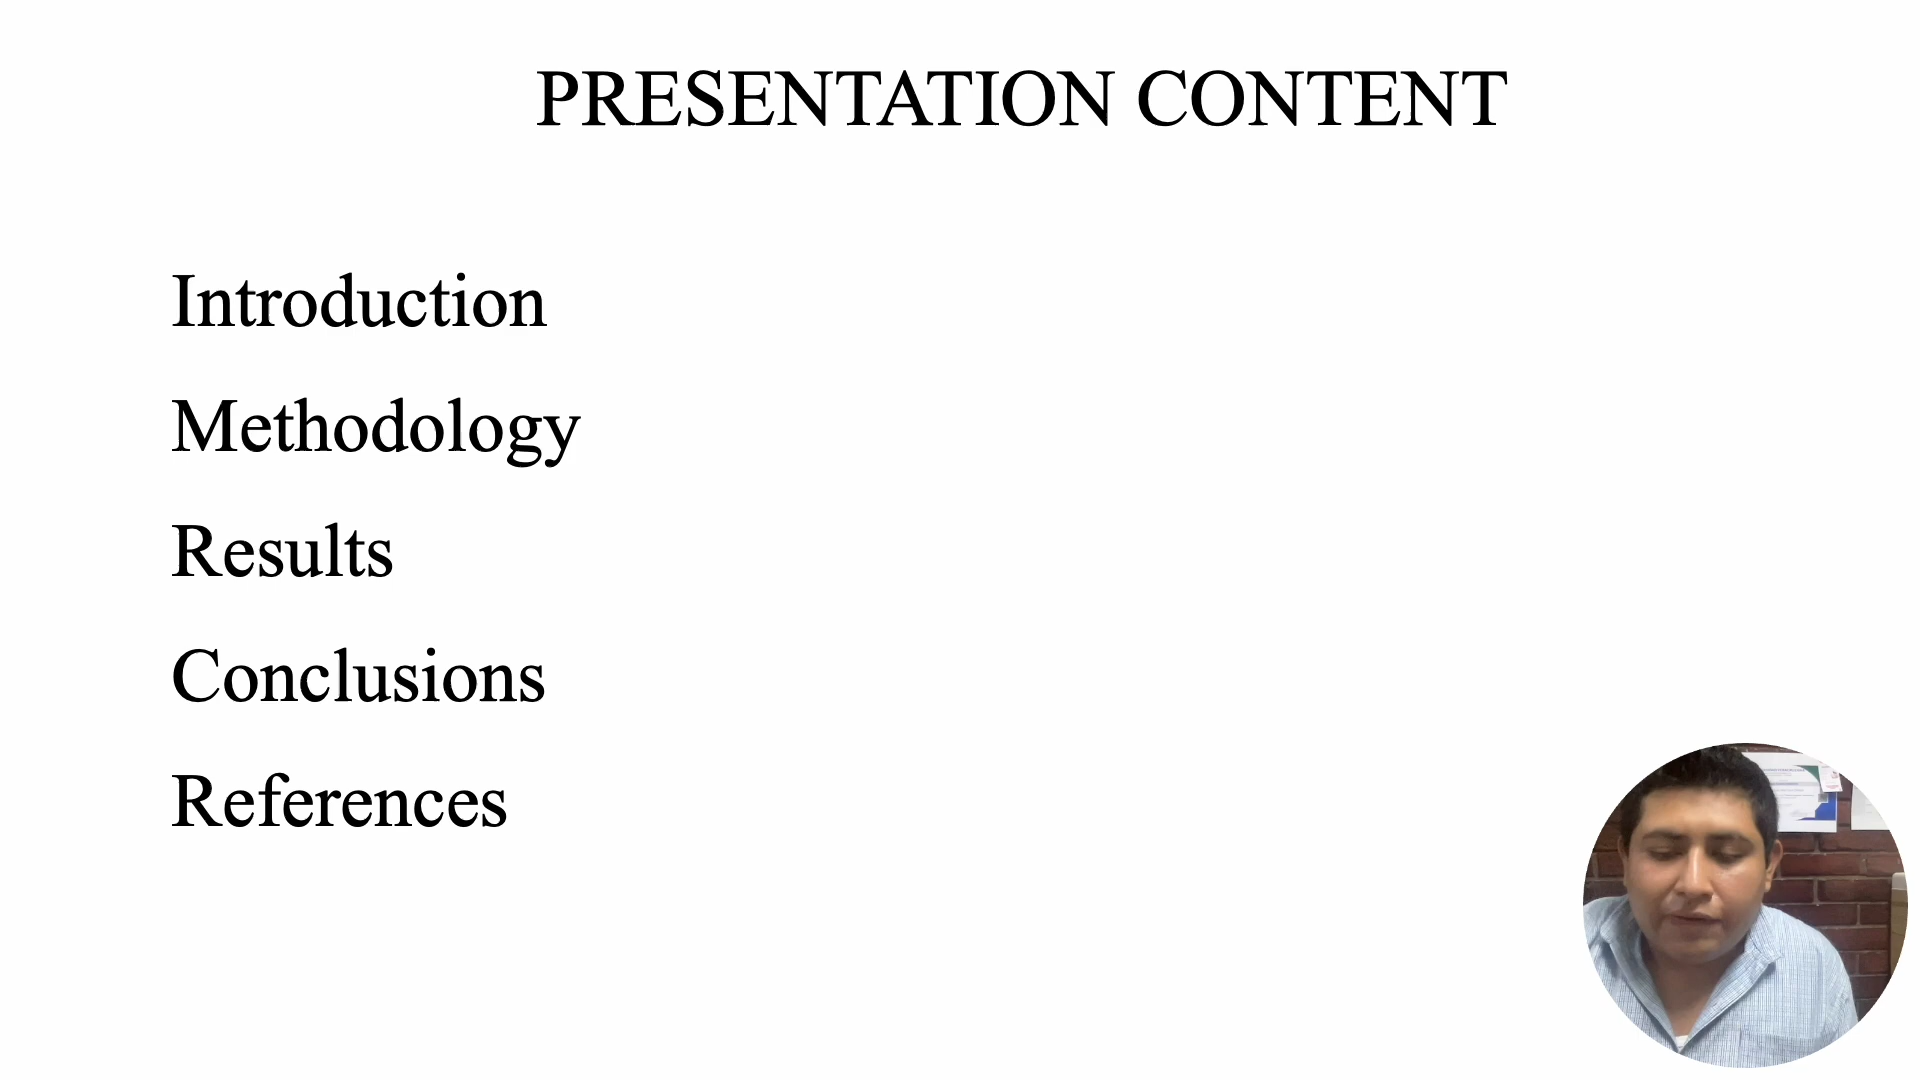 PRESENTATION CONTENT
Introduction
Methodology
Results
Conclusions
References